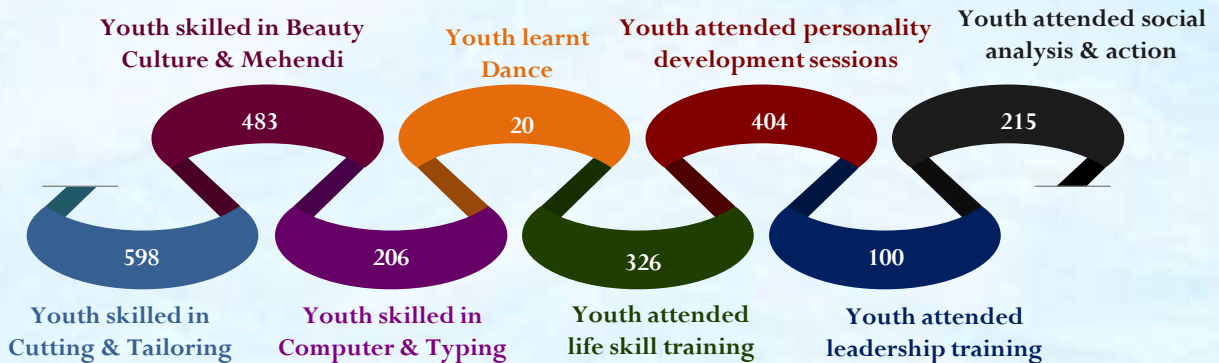 Youth skilled in Beauty
Culture & Mehendi
Youth learnt
Dance
Youth attended personality
development sessions
Youth attended social
analysis & action
483
20
404
215
598
206
326
100
Youth skilled in
Cutting & Tailoring
Youth skilled in
Computer & Typing
Youth attended
life skill training
Youth attended
leadership training